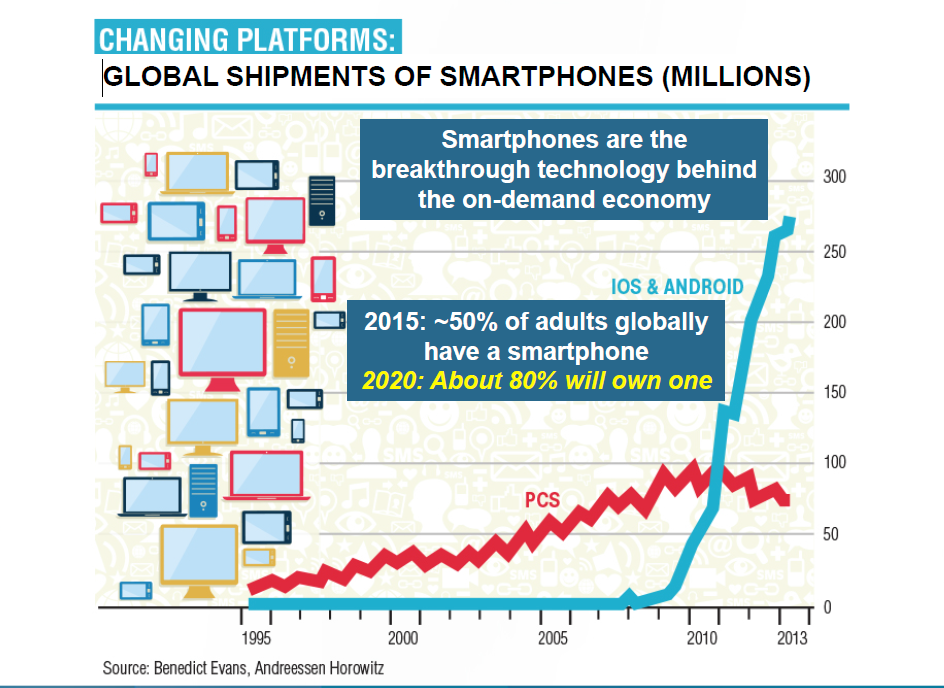 CHANGING PLATFORMS:
GLOBAL SHIPMENTS OF SMARTPHONES (MILLIONS)
Smartphones are the
breakthrough technology behind
the on-demand economy
300
250
IOS & ANDROID
2015: ~50% of adults globally
have a smartphone
2020: About 80% will own one
200
150
100
PCS
50
0
1995
2000
2005
2010
2013
Source: Benedict Evans, Andreessen Horowitz